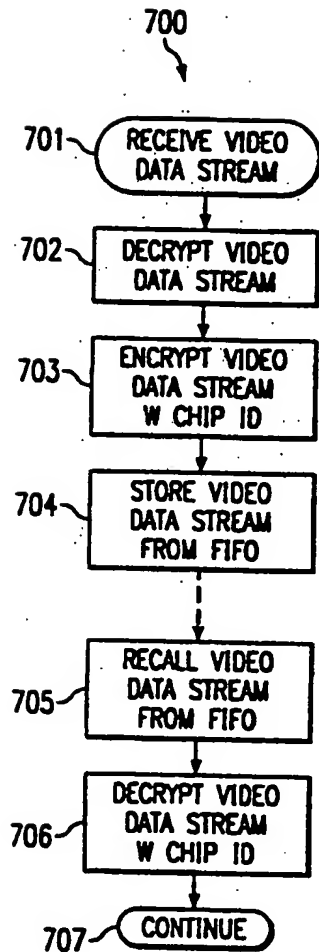 700
701
RECEIVE VIDEO
DATA STREAM
702
DECRYPT VIDEO
DATA STREAM
703
ENCRYPT VIDEO
DATA STREAM
W CHIP ID
704
STORE VIDEO
DATA STREAM
FROM FIFO
705
RECALL VIDEO
DATA STREAM
FROM FIFO
706
DECRYPT VIDEO
DATA STREAM
W CHIP ID
707
CONTINUE